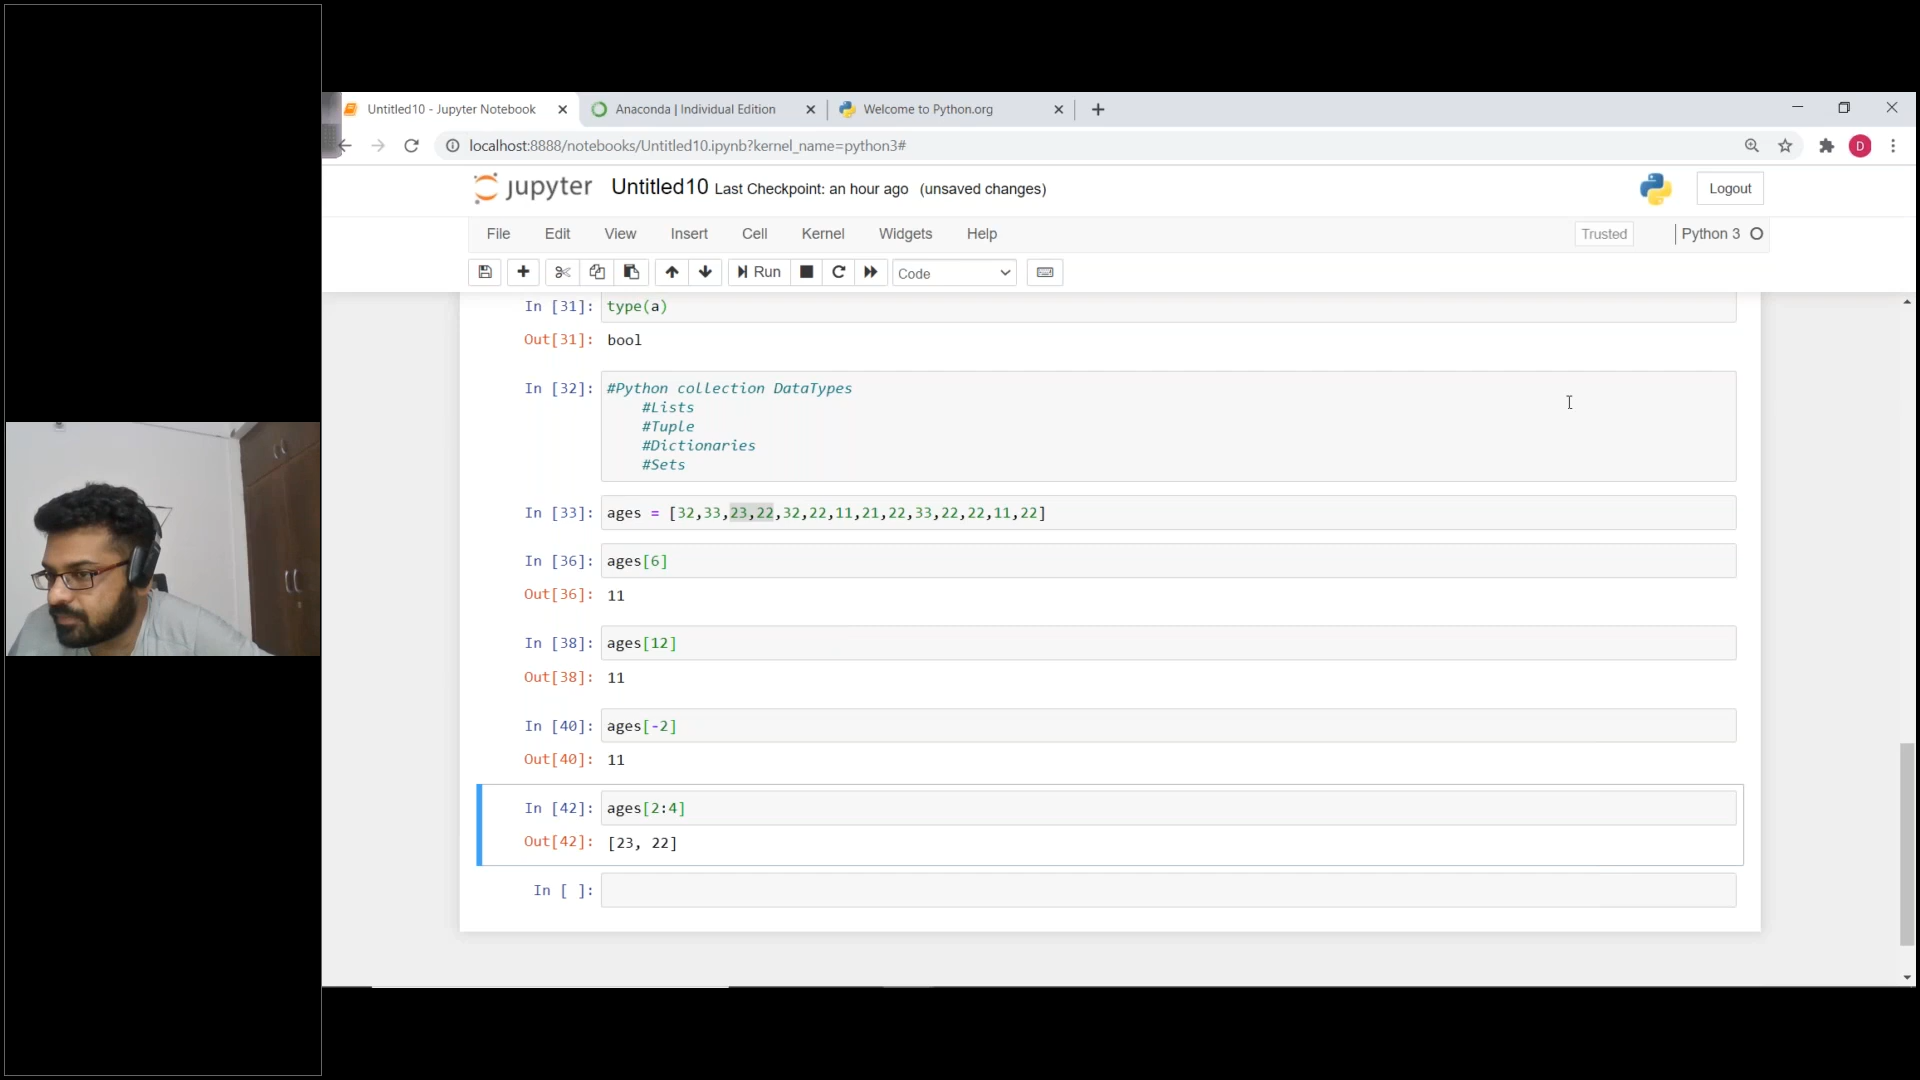 Untitled10 - Jupyter Notebook
Anaconda | Individual Edition
Welcome to Python.org
localhost:8888/notebooks/Untitled10.ipynb?kernel_name=python3#
D
jupyter Untitled10 Last Checkpoint: an hour ago (unsaved changes)
Logout
File Edit View Insert Cell Kernel Widgets Help
Trusted
Python 3
Run
Code
In [31]: type(a)
Out[31]: bool
In [32]: #Python collection DataTypes
#Lists
#Tuple
#Dictionaries
#Sets
In [33]: ages = [32,33,23,22,32,22,11,21,22,33,22,22,11,22]
In [36]: ages[6]
Out[36]: 11
In [38]: ages[12]
Out[38]: 11
In [40]: ages[-2]
Out[40]: 11
In [42]: ages[2:4]
Out[42]: [23, 22]
In [ ]: